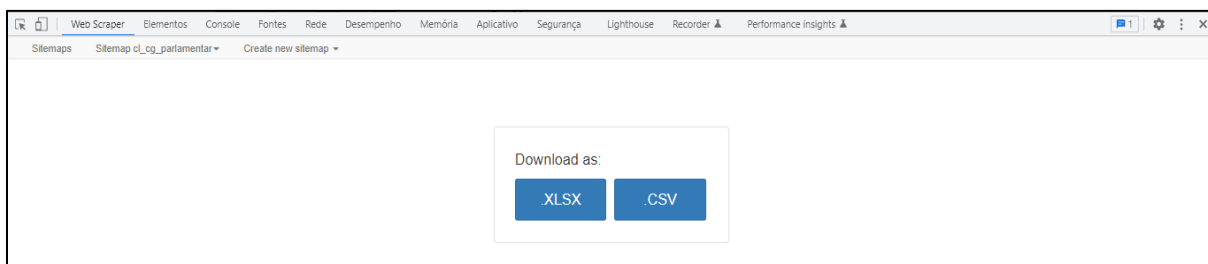 Web Scraper Elementos Console Fontes Rede Desempenho Memória Aplicativo Segurança Lighthouse Recorder Performance insights 1
Sitemaps Sitemap cl_cg_parlamentar Create new sitemap
Download as:
.XLSX .CSV